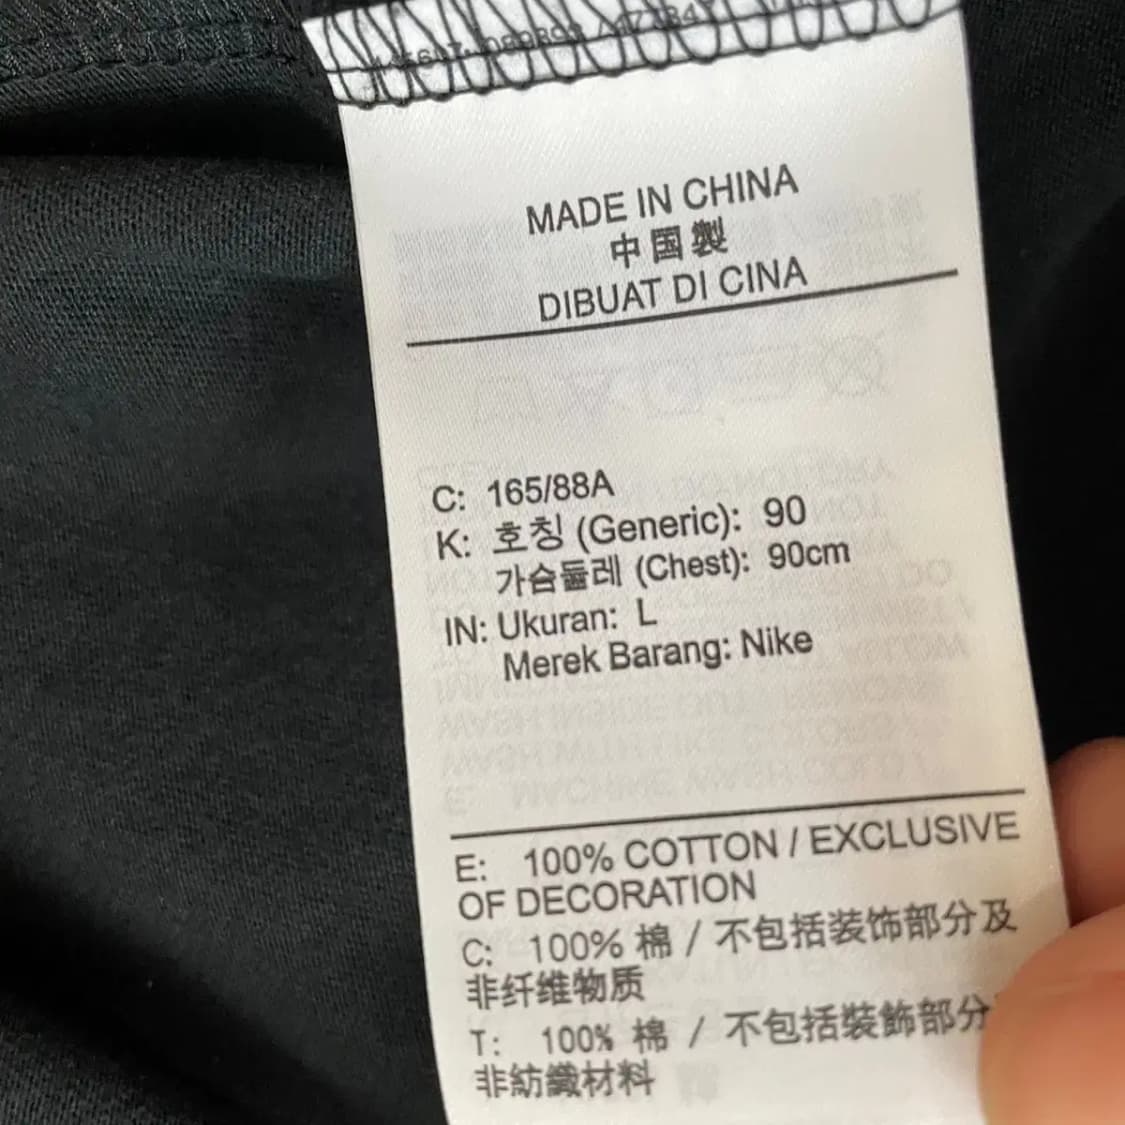 MADE IN CHINA
中国製
DIBUAT DI CINA
C: 165/88A
K: 호칭 (Generic): 90
가슴둘레 (Chest): 90cm
IN: Ukuran: L
Merek Barang: Nike
E: 100% COTTON / EXCLUSIVE
OF DECORATION
C: 100% 棉 / 不包括装饰部分及
非纤维物质
T: 100% 棉 / 不包括裝飾部分
非紡織材料